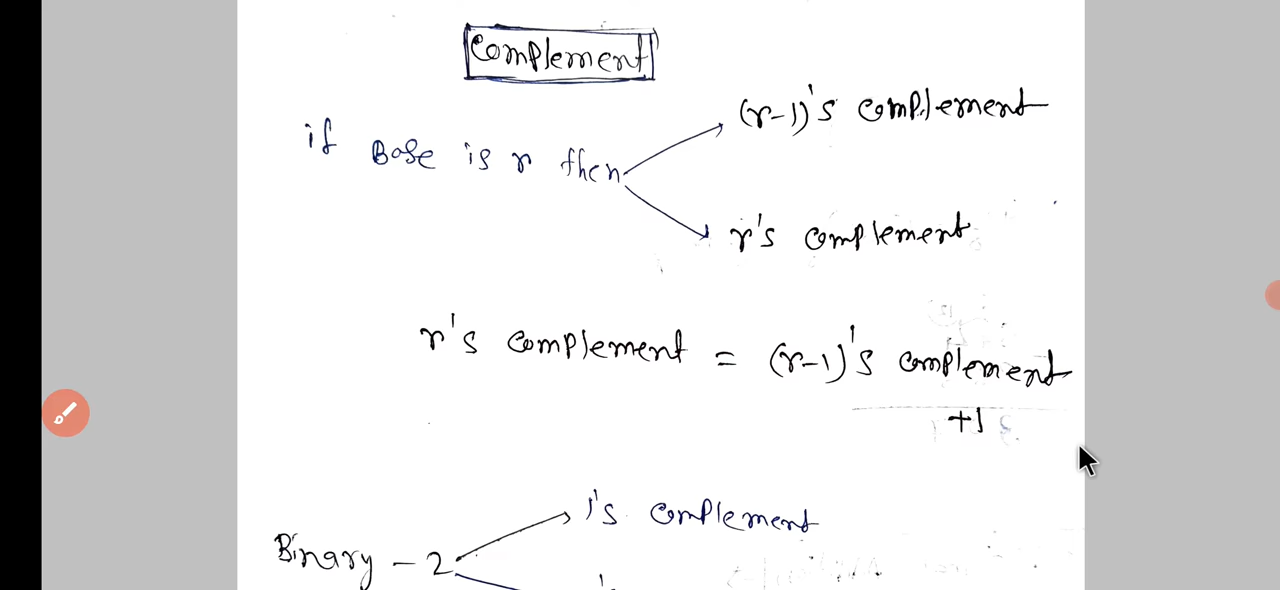 Complement
(r-1)'s complement
if Base is r then
r's complement
r's complement = (r-1)'s complement
+1
1's complement
Binary - 2